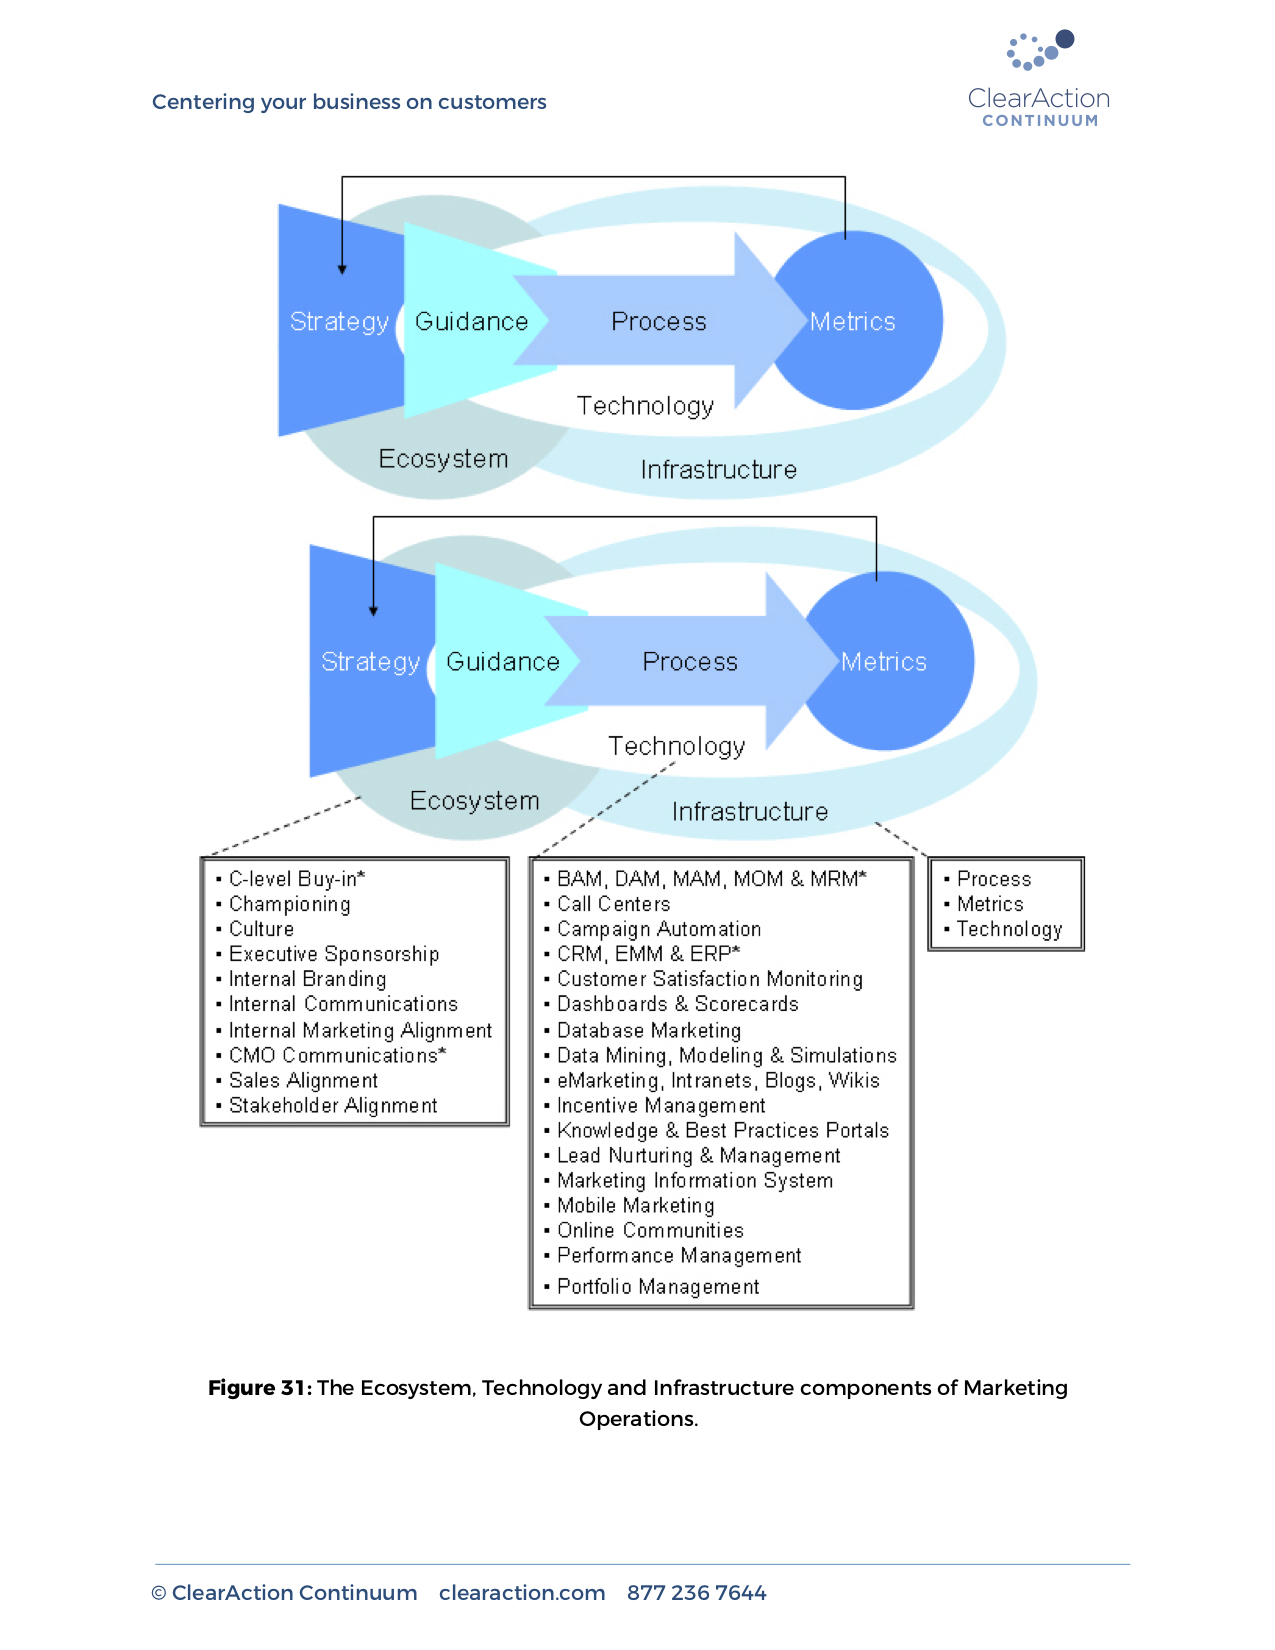 Centering your business on customers
ClearAction
CONTINUUM
Strategy
Guidance
Process
Metrics
Technology
Ecosystem
Infrastructure
Strategy
Guidance
Process
Metrics
Technology
Ecosystem
Infrastructure
▪ C-level Buy-in*
▪ Championing
▪ Culture
▪ Executive Sponsorship
▪ Internal Branding
▪ Internal Communications
▪ Internal Marketing Alignment
▪ CMO Communications*
▪ Sales Alignment
▪ Stakeholder Alignment
▪ BAM, DAM, MAM, MOM & MRM*
▪ Call Centers
▪ Campaign Automation
▪ CRM, EMM & ERP*
▪ Customer Satisfaction Monitoring
▪ Dashboards & Scorecards
▪ Database Marketing
▪ Data Mining, Modeling & Simulations
▪ eMarketing, Intranets, Blogs, Wikis
▪ Incentive Management
▪ Knowledge & Best Practices Portals
▪ Lead Nurturing & Management
▪ Marketing Information System
▪ Mobile Marketing
▪ Online Communities
▪ Performance Management
▪ Portfolio Management
▪ Process
▪ Metrics
▪ Technology
Figure 31: The Ecosystem, Technology and Infrastructure components of Marketing
Operations.
© ClearAction Continuum clearaction.com 877 236 7644